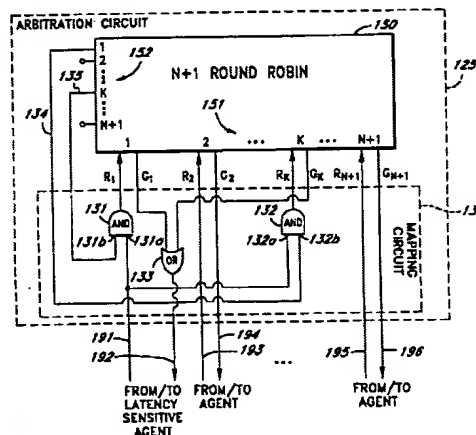 ARBITRATION CIRCUIT
150
1
2
152
N+1 ROUND ROBIN
125
135
K
134
N+1
151
1
2
...
K
...
N+1
R1
G1
R2
G2
RK
GK
RN+1
GN+1
131
AND
132
AND
131b
131a
132a
132b
133
OR
MAPPING CIRCUIT
191
192
194
193
...
195
196
FROM/TO
LATENCY
SENSITIVE
AGENT
FROM/TO
AGENT
FROM/TO
AGENT